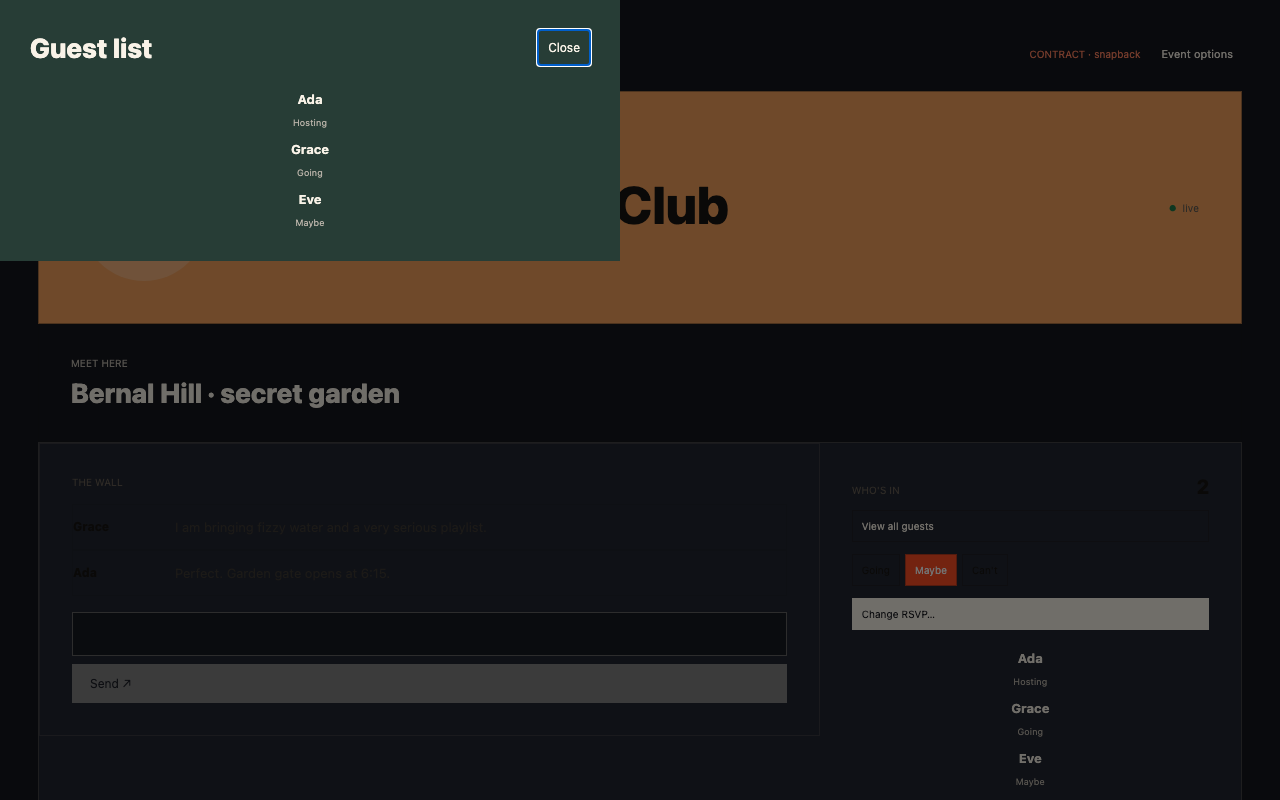 Guest list
Close
Ada
Hosting
Grace
Going
Eve
Maybe
CONTRACT · snapback
Event options
Club
live
MEET HERE
Bernal Hill · secret garden
THE WALL
Grace
I am bringing fizzy water and a very serious playlist.
Ada
Perfect. Garden gate opens at 6:15.
Send ↗
WHO'S IN
2
View all guests
Going
Maybe
Can't
Change RSVP…
Ada
Hosting
Grace
Going
Eve
Maybe